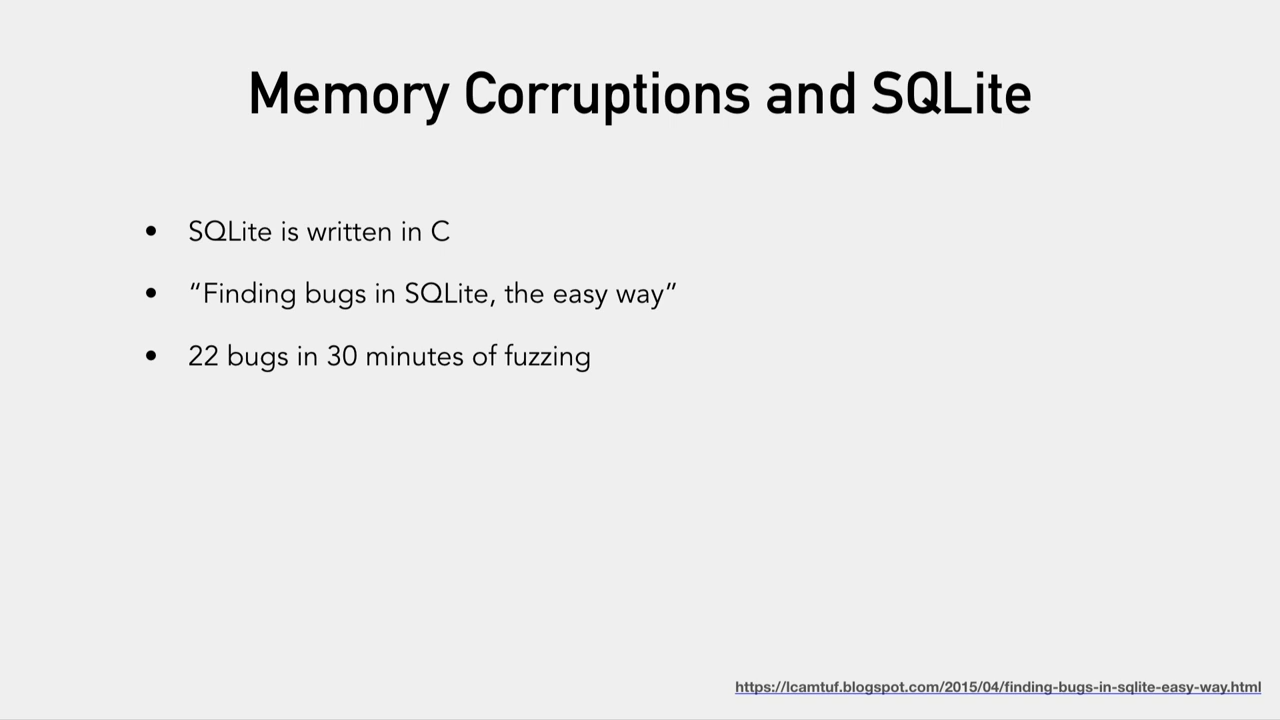 Memory Corruptions and SQLite
• SQLite is written in C
• “Finding bugs in SQLite, the easy way”
• 22 bugs in 30 minutes of fuzzing
https://lcamtuf.blogspot.com/2015/04/finding-bugs-in-sqlite-easy-way.html